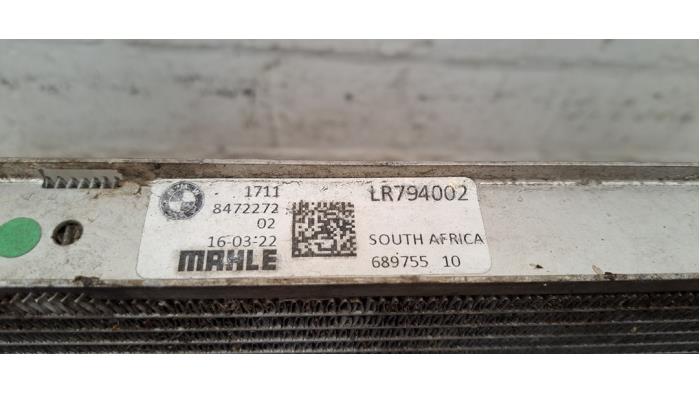 1711
8472272
02
16-03-22
MAHLE
LR794002
SOUTH AFRICA
689755 10